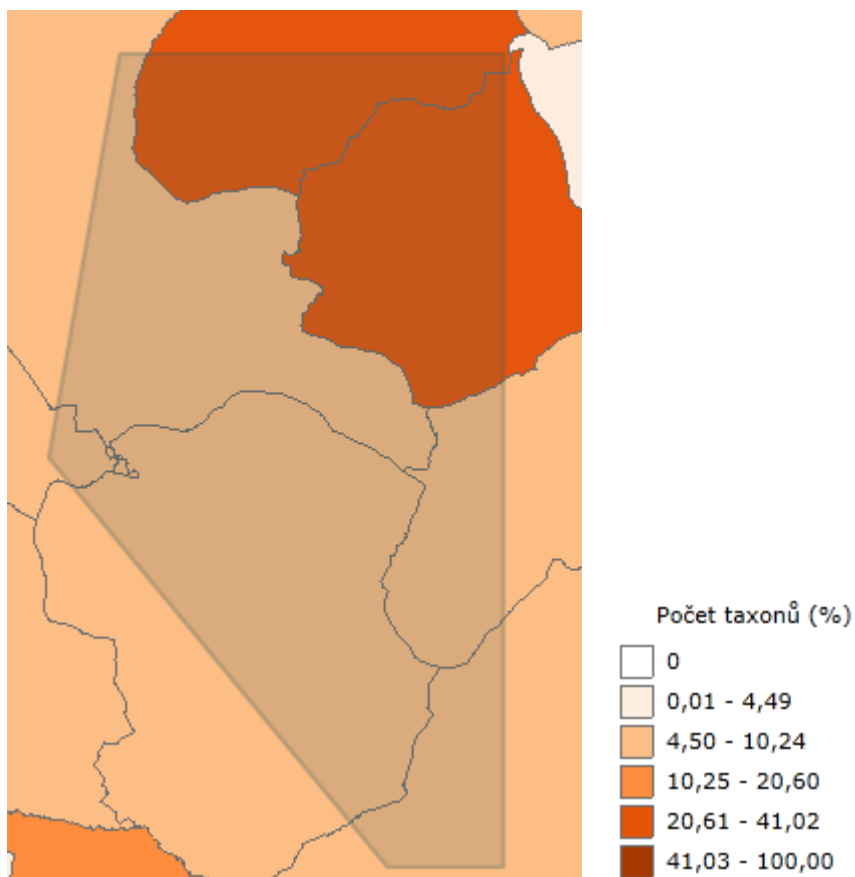 Počet taxonů (%)
0
0,01 - 4,49
4,50 - 10,24
10,25 - 20,60
20,61 - 41,02
41,03 - 100,00